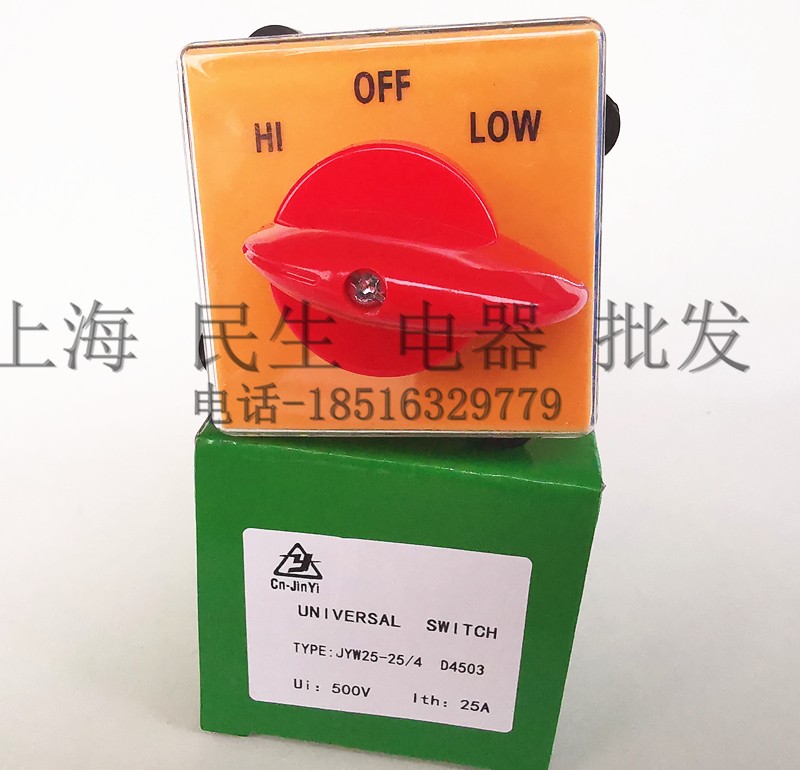 OFF
HI
LOW
上海 民生 电器 批发
电话-18516329779
Cn-JinYi
UNIVERSAL SWITCH
TYPE:JYW25-25/4 D4503
Ui: 500V Ith: 25A